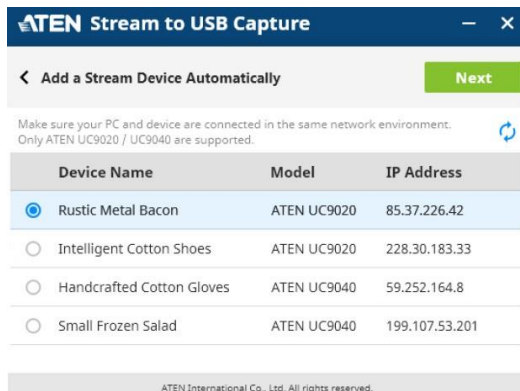 ATEN Stream to USB Capture
Add a Stream Device Automatically
Next
Make sure your PC and device are connected in the same network environment.
Only ATEN UC9020 / UC9040 are supported.
Device Name Model IP Address
Rustic Metal Bacon ATEN UC9020 85.37.226.42
Intelligent Cotton Shoes ATEN UC9020 228.30.183.33
Handcrafted Cotton Gloves ATEN UC9040 59.252.164.8
Small Frozen Salad ATEN UC9040 199.107.53.201
ATEN International Co., Ltd. All rights reserved.